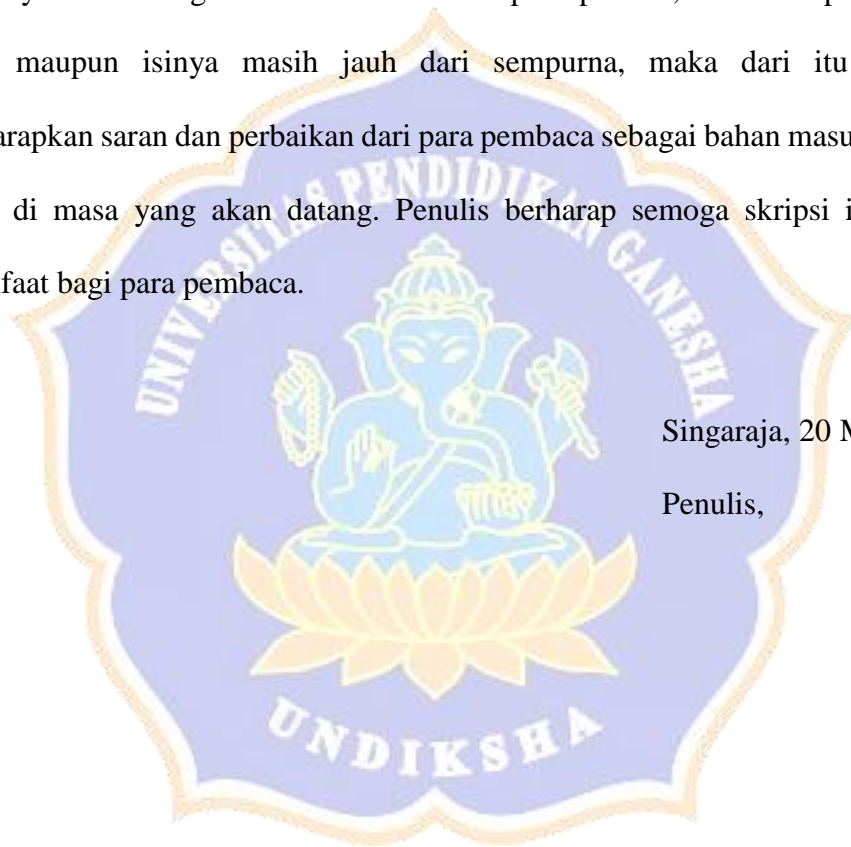 maupun isinya masih jauh dari sempurna, maka dari itu
arapkan saran dan perbaikan dari para pembaca sebagai bahan masu
di masa yang akan datang. Penulis berharap semoga skripsi i
faat bagi para pembaca.
UNIVERSITAS PENDIDIKAN GANESHA
Singaraja, 20 M
Penulis,
UNDIKSHA